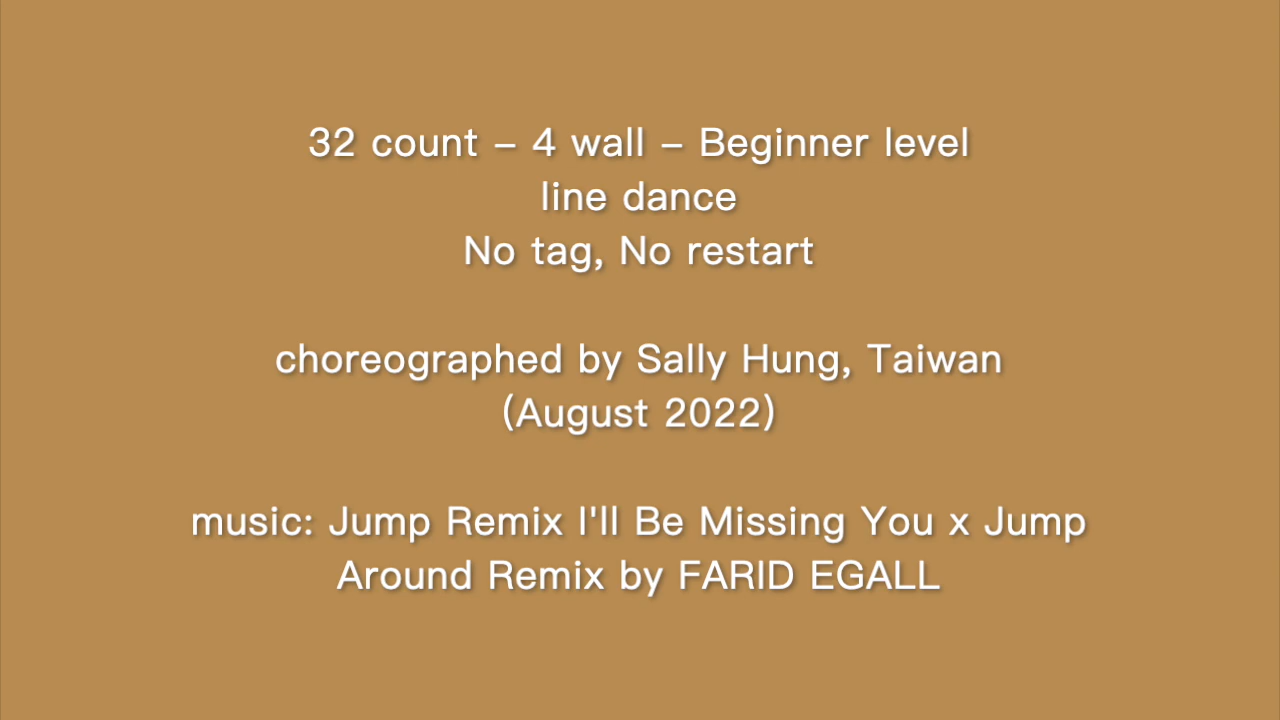 32 count – 4 wall – Beginner level
line dance
No tag, No restart
choreographed by Sally Hung, Taiwan
(August 2022)
music: Jump Remix I'll Be Missing You x Jump
Around Remix by FARID EGALL